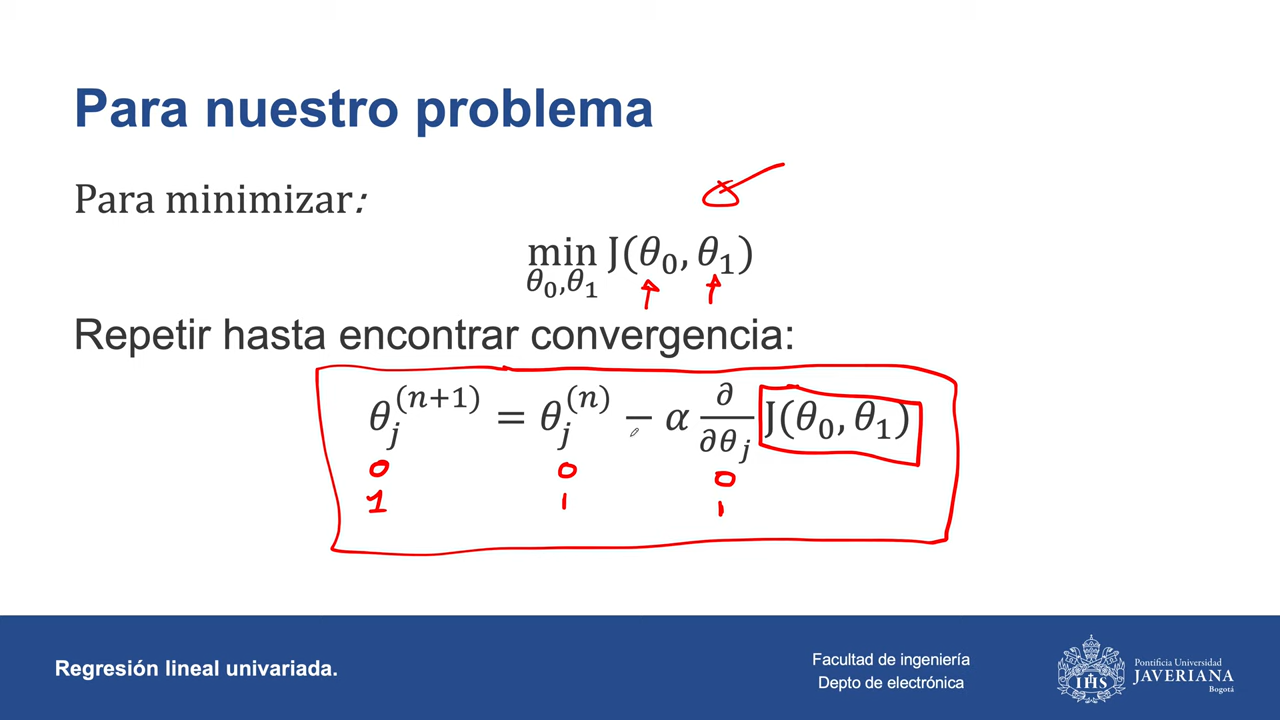 Para nuestro problema
Para minimizar:
min J(θ₀, θ₁)
θ₀,θ₁
Repetir hasta encontrar convergencia:
θⱼ⁽ⁿ⁺¹⁾ = θⱼ⁽ⁿ⁾ − α ∂/∂θⱼ J(θ₀, θ₁)
0 0 0
1 1 1
Regresión lineal univariada.
Facultad de ingeniería
Depto de electrónica
IHS
Pontificia Universidad
JAVERIANA
Bogotá